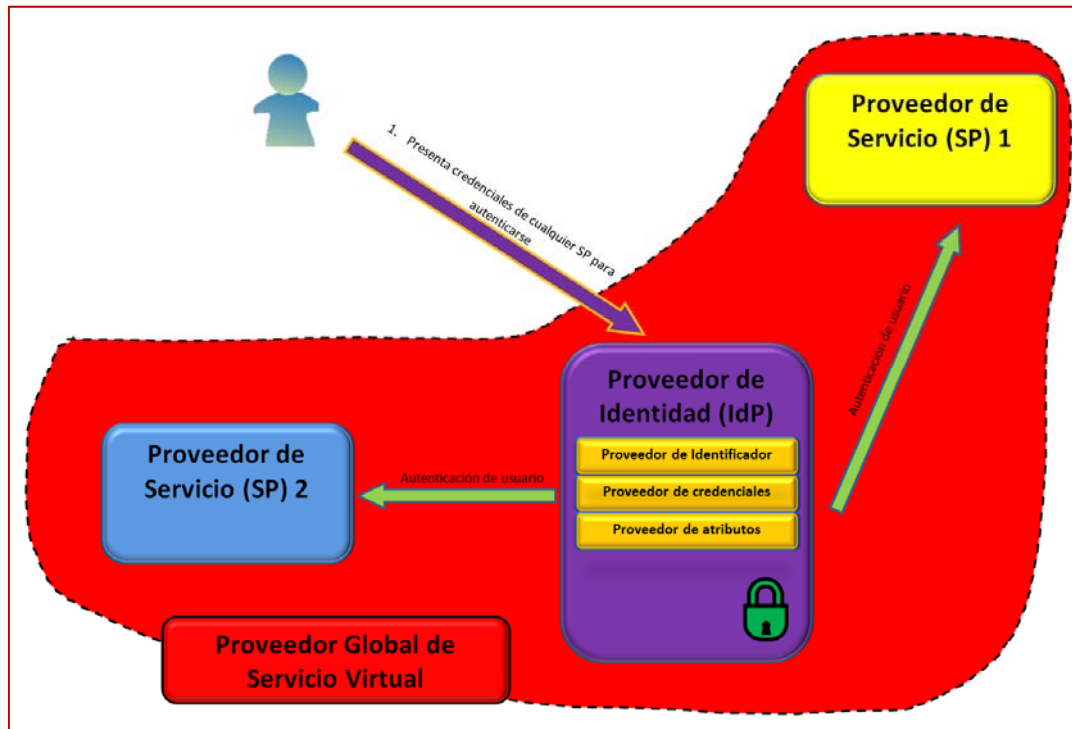 Proveedor de
Servicio (SP) 1
1. Presenta credenciales de cualquier SP para
autenticarse
Autenticación de usuario
Proveedor de
Identidad (IdP)
Proveedor de Identificador
Proveedor de credenciales
Proveedor de atributos
Proveedor de
Servicio (SP) 2
Autenticación de usuario
Proveedor Global de
Servicio Virtual